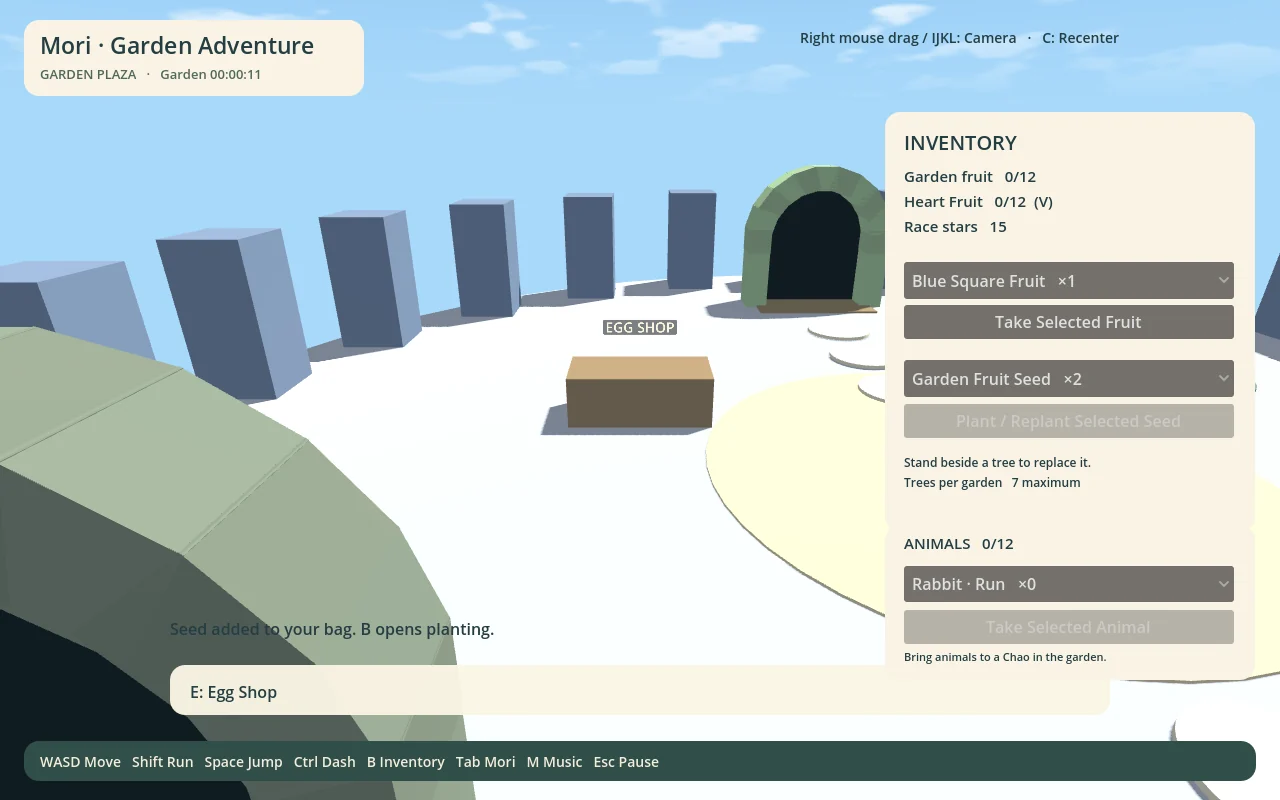 Mori · Garden Adventure
GARDEN PLAZA · Garden 00:00:11
Right mouse drag / IJKL: Camera · C: Recenter
INVENTORY
Garden fruit 0/12
Heart Fruit 0/12 (V)
Race stars 15
Blue Square Fruit ×1
Take Selected Fruit
Garden Fruit Seed ×2
Plant / Replant Selected Seed
Stand beside a tree to replace it.
Trees per garden 7 maximum
ANIMALS 0/12
Rabbit · Run ×0
Take Selected Animal
Bring animals to a Chao in the garden.
EGG SHOP
Seed added to your bag. B opens planting.
E: Egg Shop
WASD Move Shift Run Space Jump Ctrl Dash B Inventory Tab Mori M Music Esc Pause